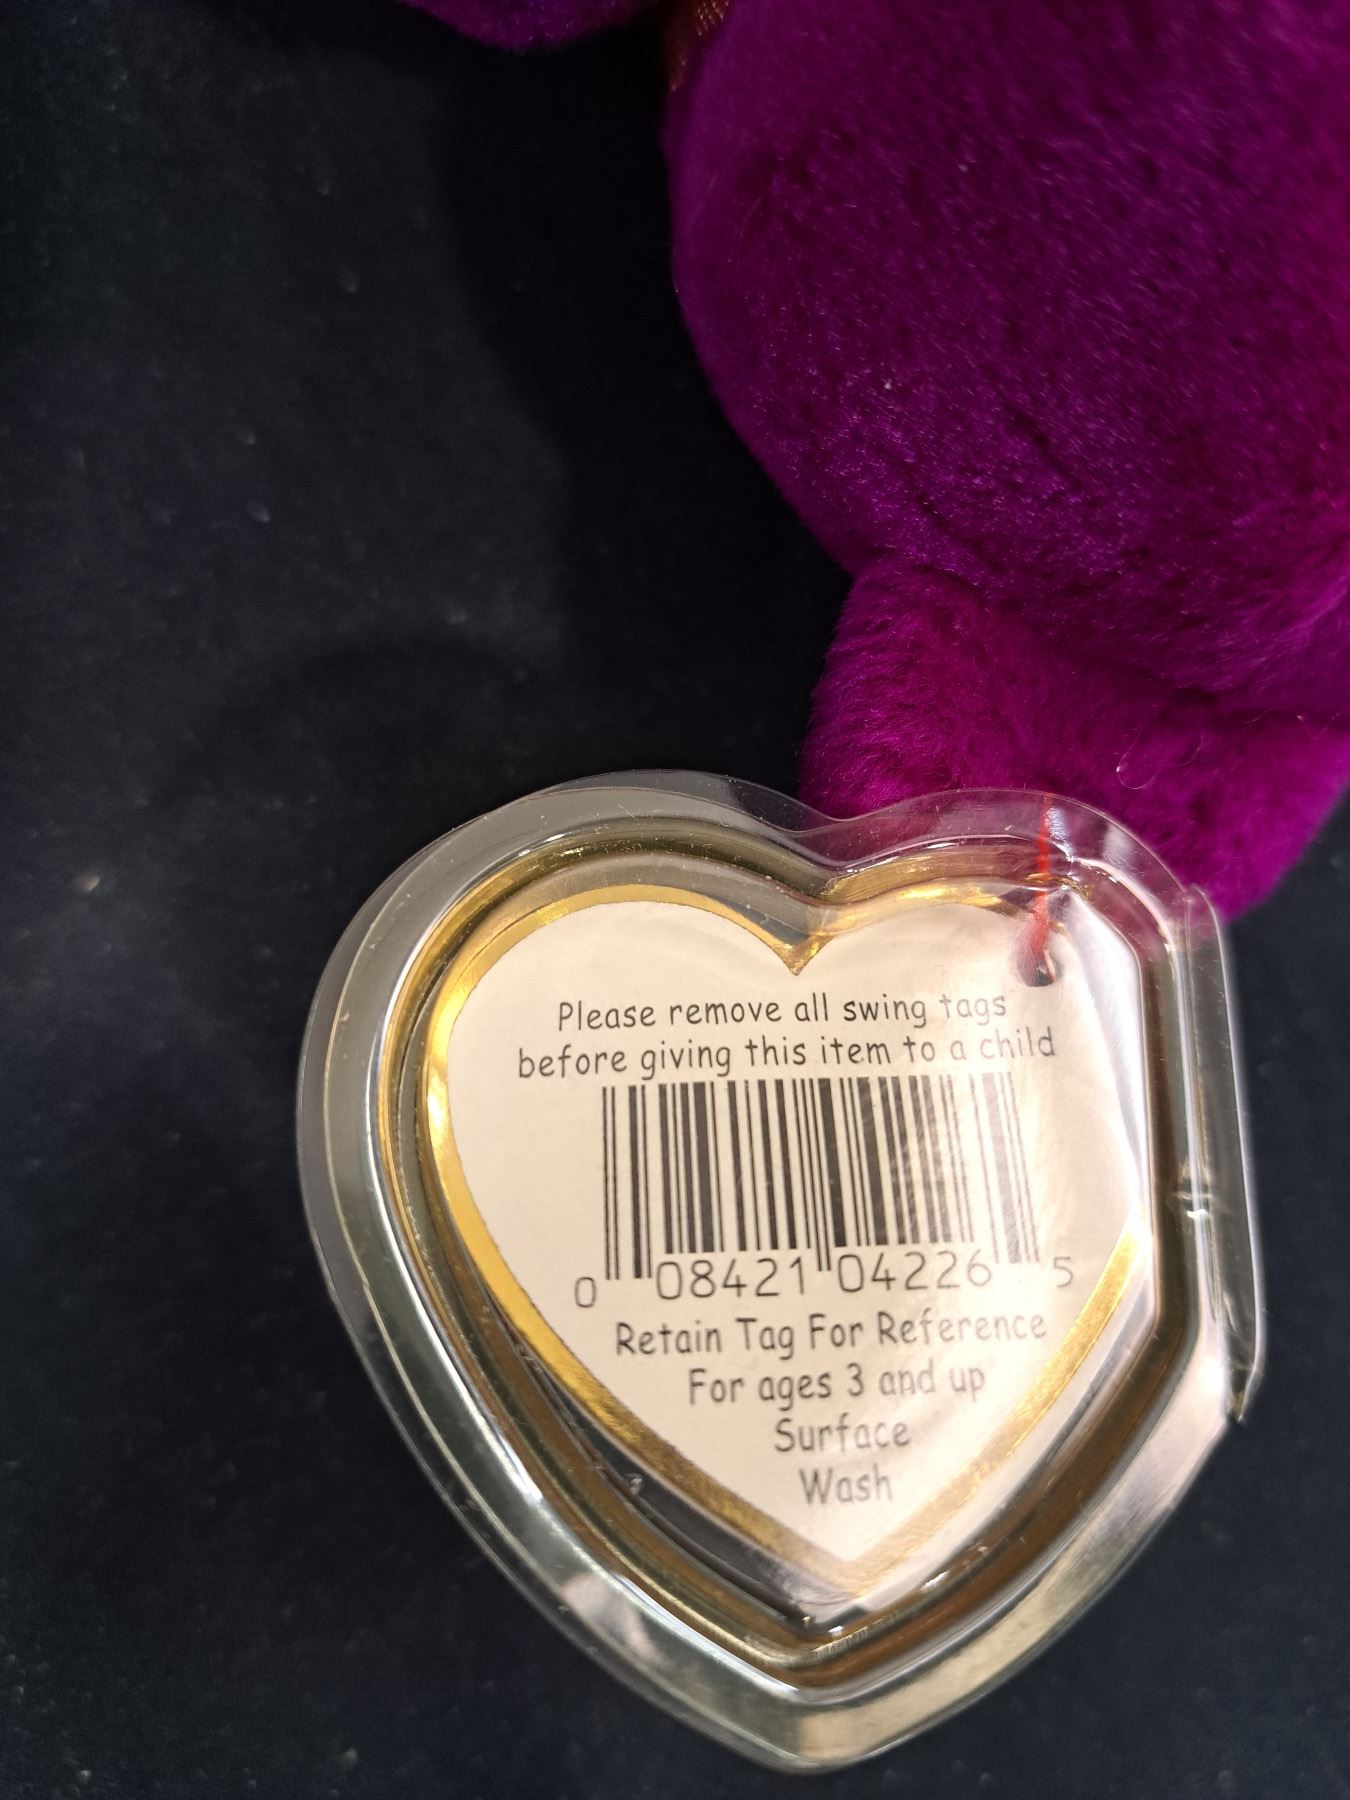 Please remove all swing tags
before giving this item to a child
0 08421 04226 5
Retain Tag For Reference
For ages 3 and up
Surface
Wash